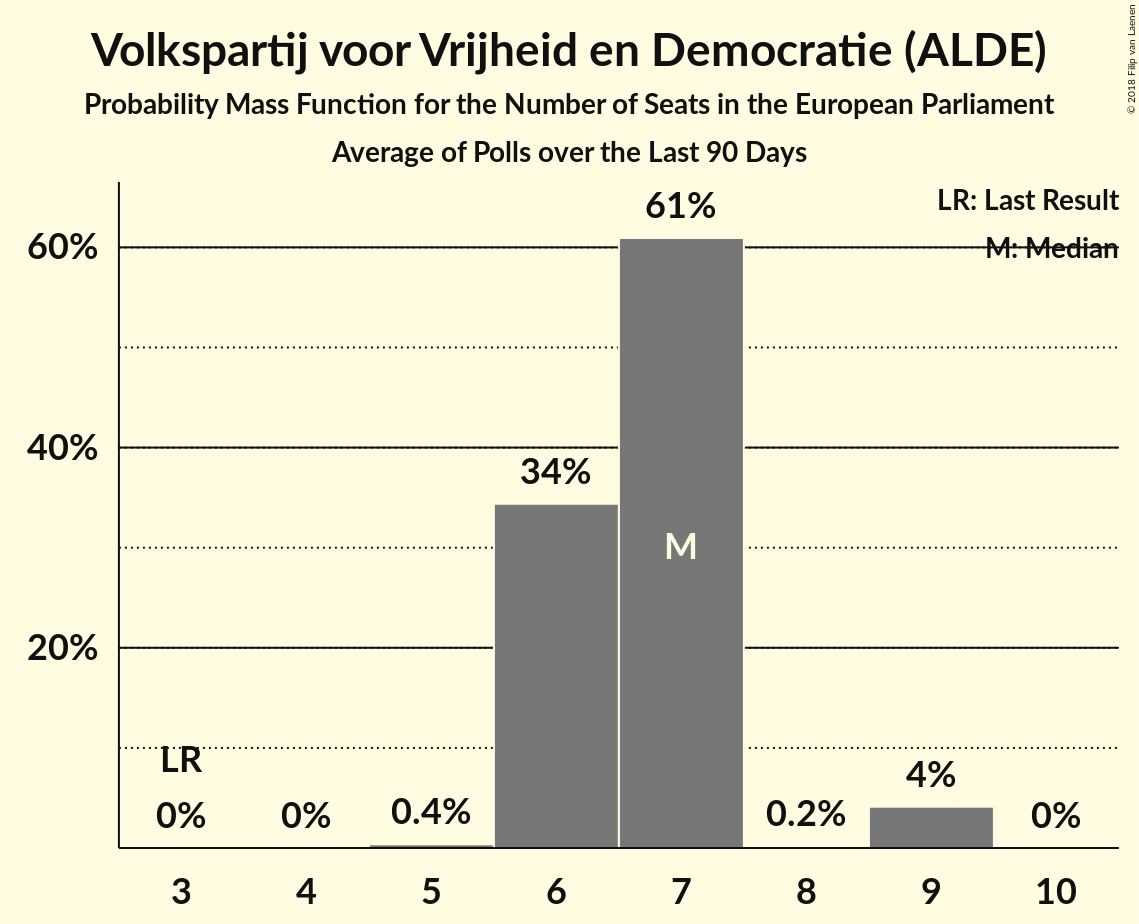 Volkspartij voor Vrijheid en Democratie (ALDE)
Probability Mass Function for the Number of Seats in the European Parliament
Average of Polls over the Last 90 Days
© 2018 Filip van Laenen
LR: Last Result
M: Median
60%
40%
20%
LR
0%
0%
0.4%
34%
61%
M
0.2%
4%
0%
3
4
5
6
7
8
9
10